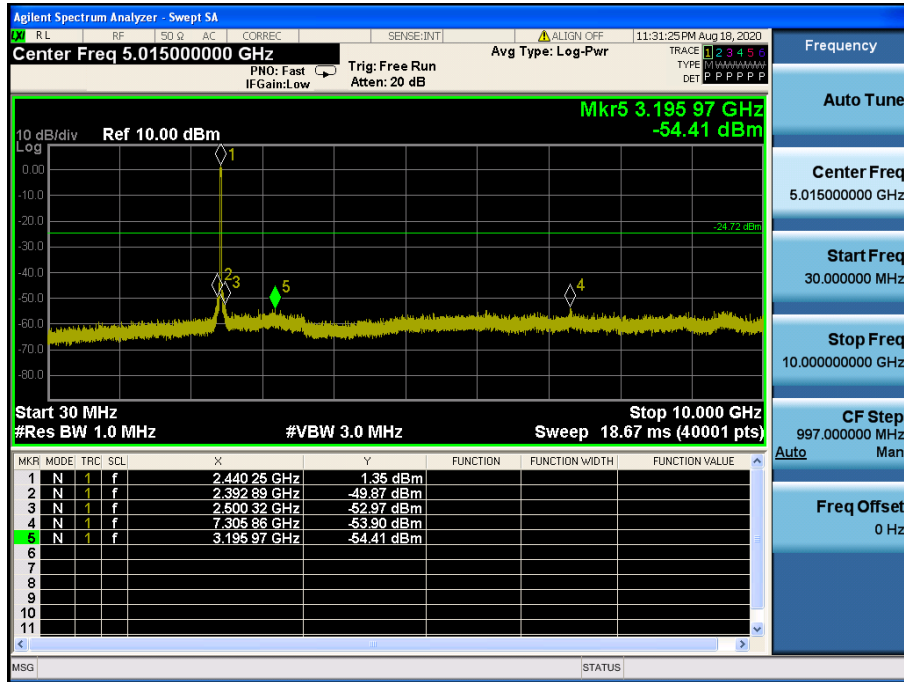 Agilent Spectrum Analyzer - Swept SA
LXI RL RF 50 Ω AC CORREC SENSE:INT ALIGN OFF 11:31:25 PM Aug 18, 2020
Center Freq 5.015000000 GHz
PNO: Fast
IFGain:Low
Trig: Free Run
Atten: 20 dB
Avg Type: Log-Pwr
TRACE 1 2 3 4 5 6
TYPE M W W W W W
DET P P P P P P
Mkr5 3.195 97 GHz
-54.41 dBm
10 dB/div Ref 10.00 dBm
Log
1
0.00
-10.0
-20.0
-24.72 dBm
-30.0
-40.0
2
3
5
4
-50.0
-60.0
-70.0
-80.0
Start 30 MHz Stop 10.000 GHz
#Res BW 1.0 MHz #VBW 3.0 MHz Sweep 18.67 ms (40001 pts)
MKR MODE TRC SCL X Y FUNCTION FUNCTION WIDTH FUNCTION VALUE
1 N 1 f 2.440 25 GHz 1.35 dBm
2 N 1 f 2.392 89 GHz -49.87 dBm
3 N 1 f 2.500 32 GHz -52.97 dBm
4 N 1 f 7.305 86 GHz -53.90 dBm
5 N 1 f 3.195 97 GHz -54.41 dBm
6
7
8
9
10
11
MSG STATUS
Frequency
Auto Tune
Center Freq
5.015000000 GHz
Start Freq
30.000000 MHz
Stop Freq
10.000000000 GHz
CF Step
997.000000 MHz
Auto Man
Freq Offset
0 Hz